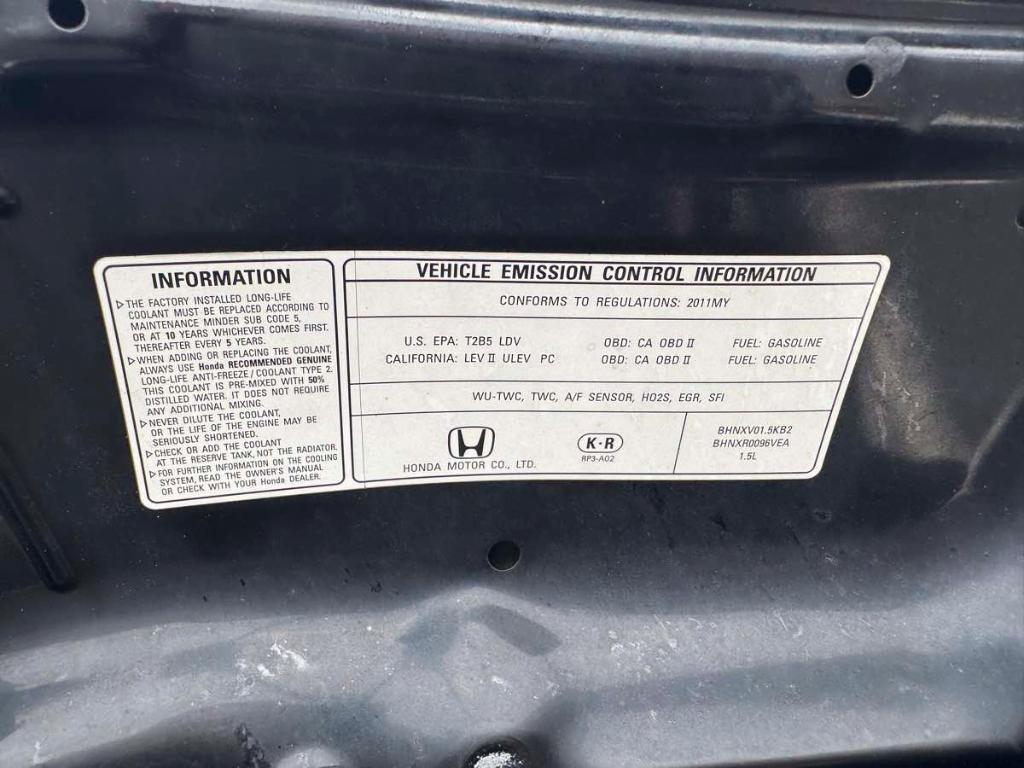 INFORMATION
▷THE FACTORY INSTALLED LONG-LIFE
COOLANT MUST BE REPLACED ACCORDING TO
MAINTENANCE MINDER SUB CODE 5,
OR AT 10 YEARS WHICHEVER COMES FIRST.
THEREAFTER EVERY 5 YEARS.
▷WHEN ADDING OR REPLACING THE COOLANT,
ALWAYS USE Honda RECOMMENDED GENUINE
LONG-LIFE ANTI-FREEZE/COOLANT TYPE 2.
THIS COOLANT IS PRE-MIXED WITH 50%
DISTILLED WATER. IT DOES NOT REQUIRE
ANY ADDITIONAL MIXING.
▷NEVER DILUTE THE COOLANT,
OR THE LIFE OF THE ENGINE MAY BE
SERIOUSLY SHORTENED.
▷CHECK OR ADD THE COOLANT
AT THE RESERVE TANK, NOT THE RADIATOR.
▷FOR FURTHER INFORMATION ON THE COOLING
SYSTEM, READ THE OWNER'S MANUAL
OR CHECK WITH YOUR Honda DEALER.
VEHICLE EMISSION CONTROL INFORMATION
CONFORMS TO REGULATIONS: 2011MY
U.S. EPA: T2B5 LDV OBD: CA OBD II FUEL: GASOLINE
CALIFORNIA: LEV II ULEV PC OBD: CA OBD II FUEL: GASOLINE
WU-TWC, TWC, A/F SENSOR, HO2S, EGR, SFI
HONDA MOTOR CO., LTD.
K·R
RP3-A02
BHNXV01.5KB2
BHNXR0096VEA
1.5L